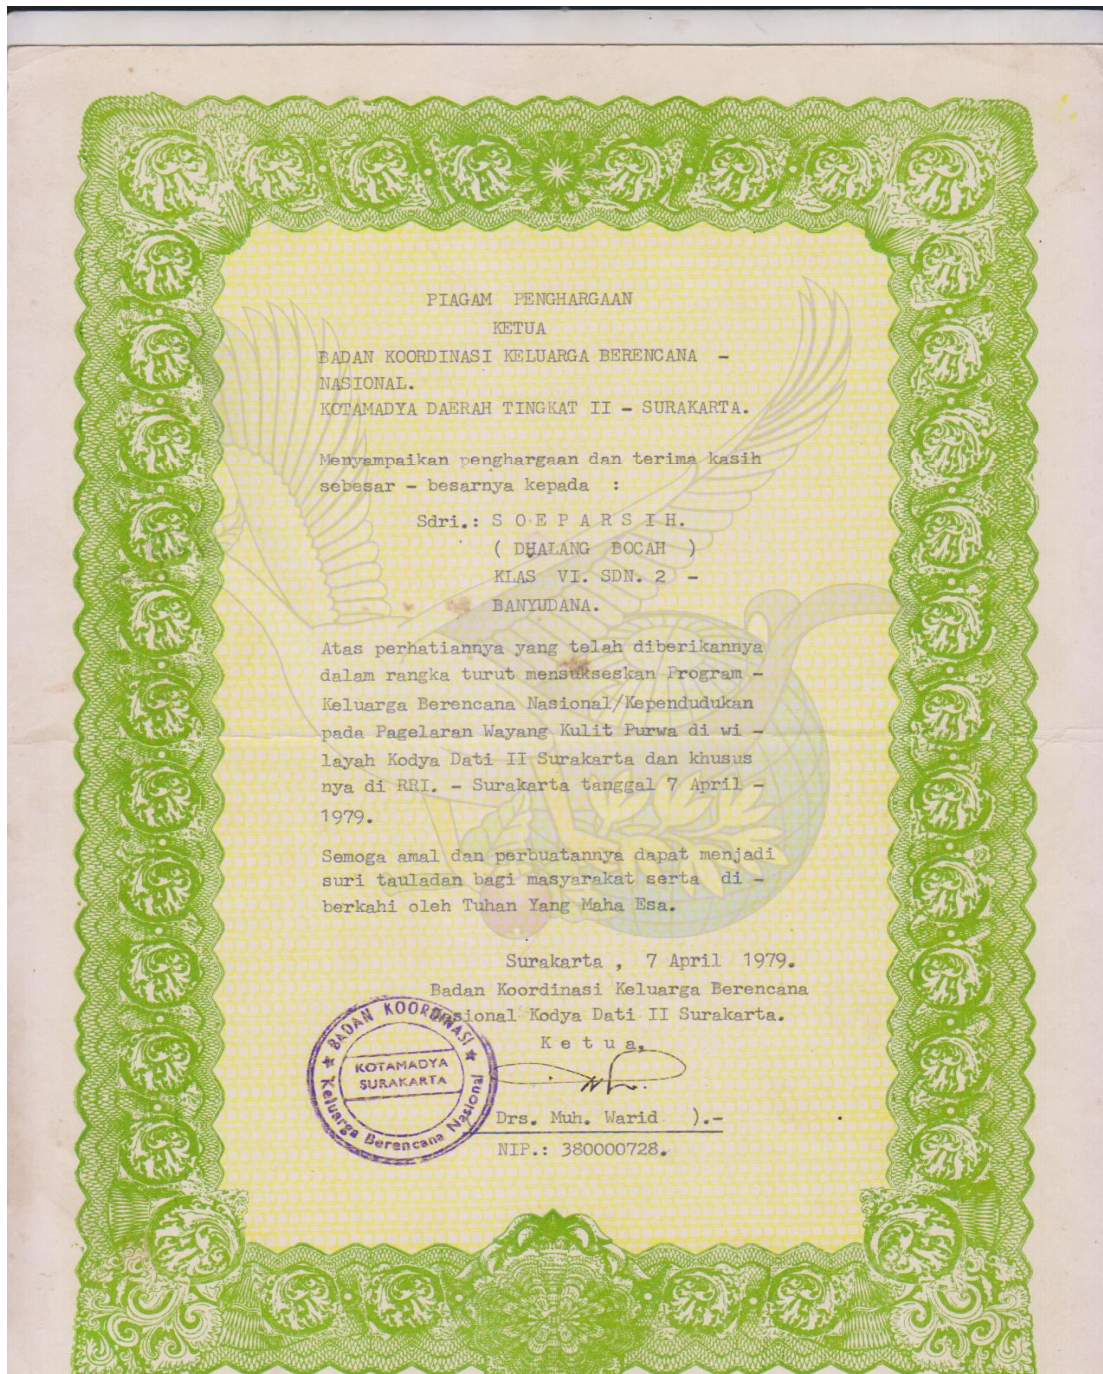 PIAGAM PENGHARGAAN
KETUA
BADAN KOORDINASI KELUARGA BERENCANA -
NASIONAL.
KOTAMADYA DAERAH TINGKAT II - SURAKARTA.
Menyampaikan penghargaan dan terima kasih
sebesar - besarnya kepada :
Sdri.: S O E P A R S I H.
( DHALANG BOCAH )
KLAS VI. SDN. 2 -
BANYUDANA.
Atas perhatiannya yang telah diberikannya
dalam rangka turut mensukseskan Program -
Keluarga Berencana Nasional/Kependudukan
pada Pagelaran Wayang Kulit Purwa di wi -
layah Kodya Dati II Surakarta dan khusus
nya di RRI. - Surakarta tanggal 7 April -
1979.
Semoga amal dan perbuatannya dapat menjadi
suri tauladan bagi masyarakat serta di -
berkahi oleh Tuhan Yang Maha Esa.
Surakarta , 7 April 1979.
Badan Koordinasi Keluarga Berencana
Nasional Kodya Dati II Surakarta.
K e t u a,
BADAN KOORDINASI
KOTAMADYA
SURAKARTA
Keluarga Berencana Nasional
( Drs. Muh. Warid ).-
NIP.: 380000728.